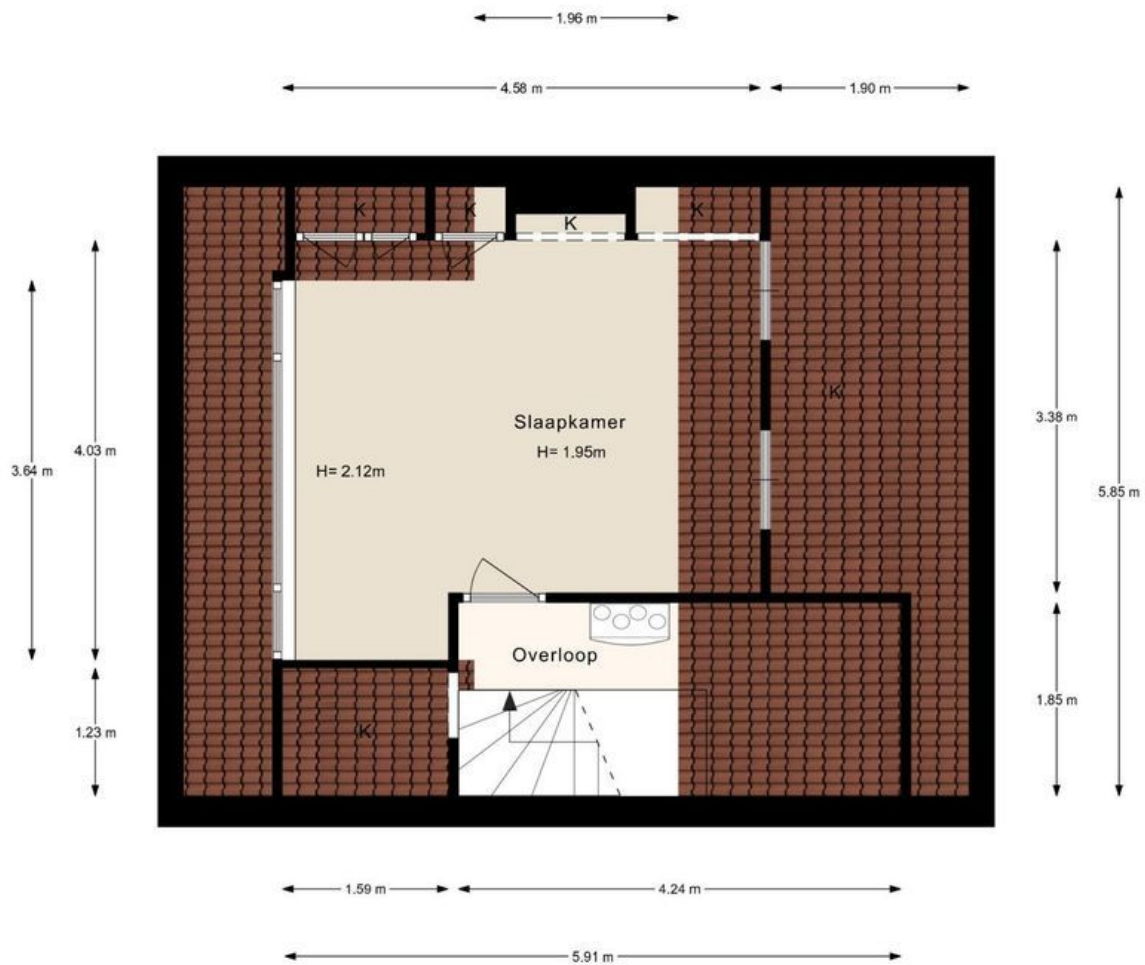 1.96 m
4.58 m
1.90 m
K
K
K
K
Slaapkamer
H= 1.95m
H= 2.12m
K
3.64 m
4.03 m
3.38 m
5.85 m
Overloop
K
1.23 m
1.85 m
1.59 m
4.24 m
5.91 m